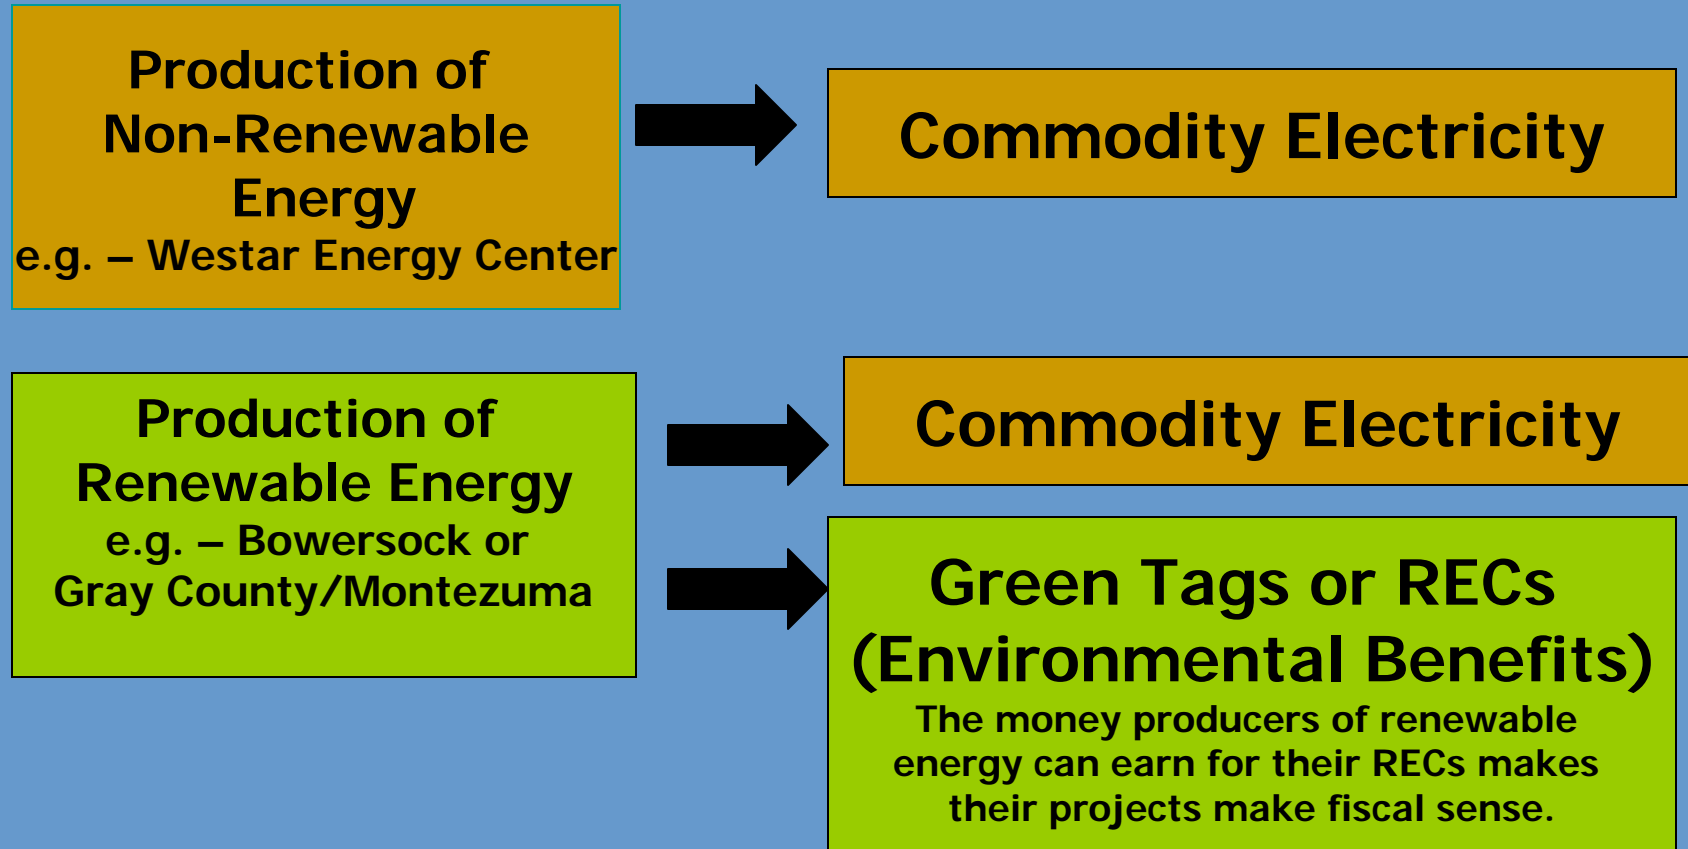 Production of
Non-Renewable
Energy
e.g. – Westar Energy Center
Commodity Electricity
Production of
Renewable Energy
e.g. – Bowersock or
Gray County/Montezuma
Commodity Electricity
Green Tags or RECs
(Environmental Benefits)
The money producers of renewable
energy can earn for their RECs makes
their projects make fiscal sense.